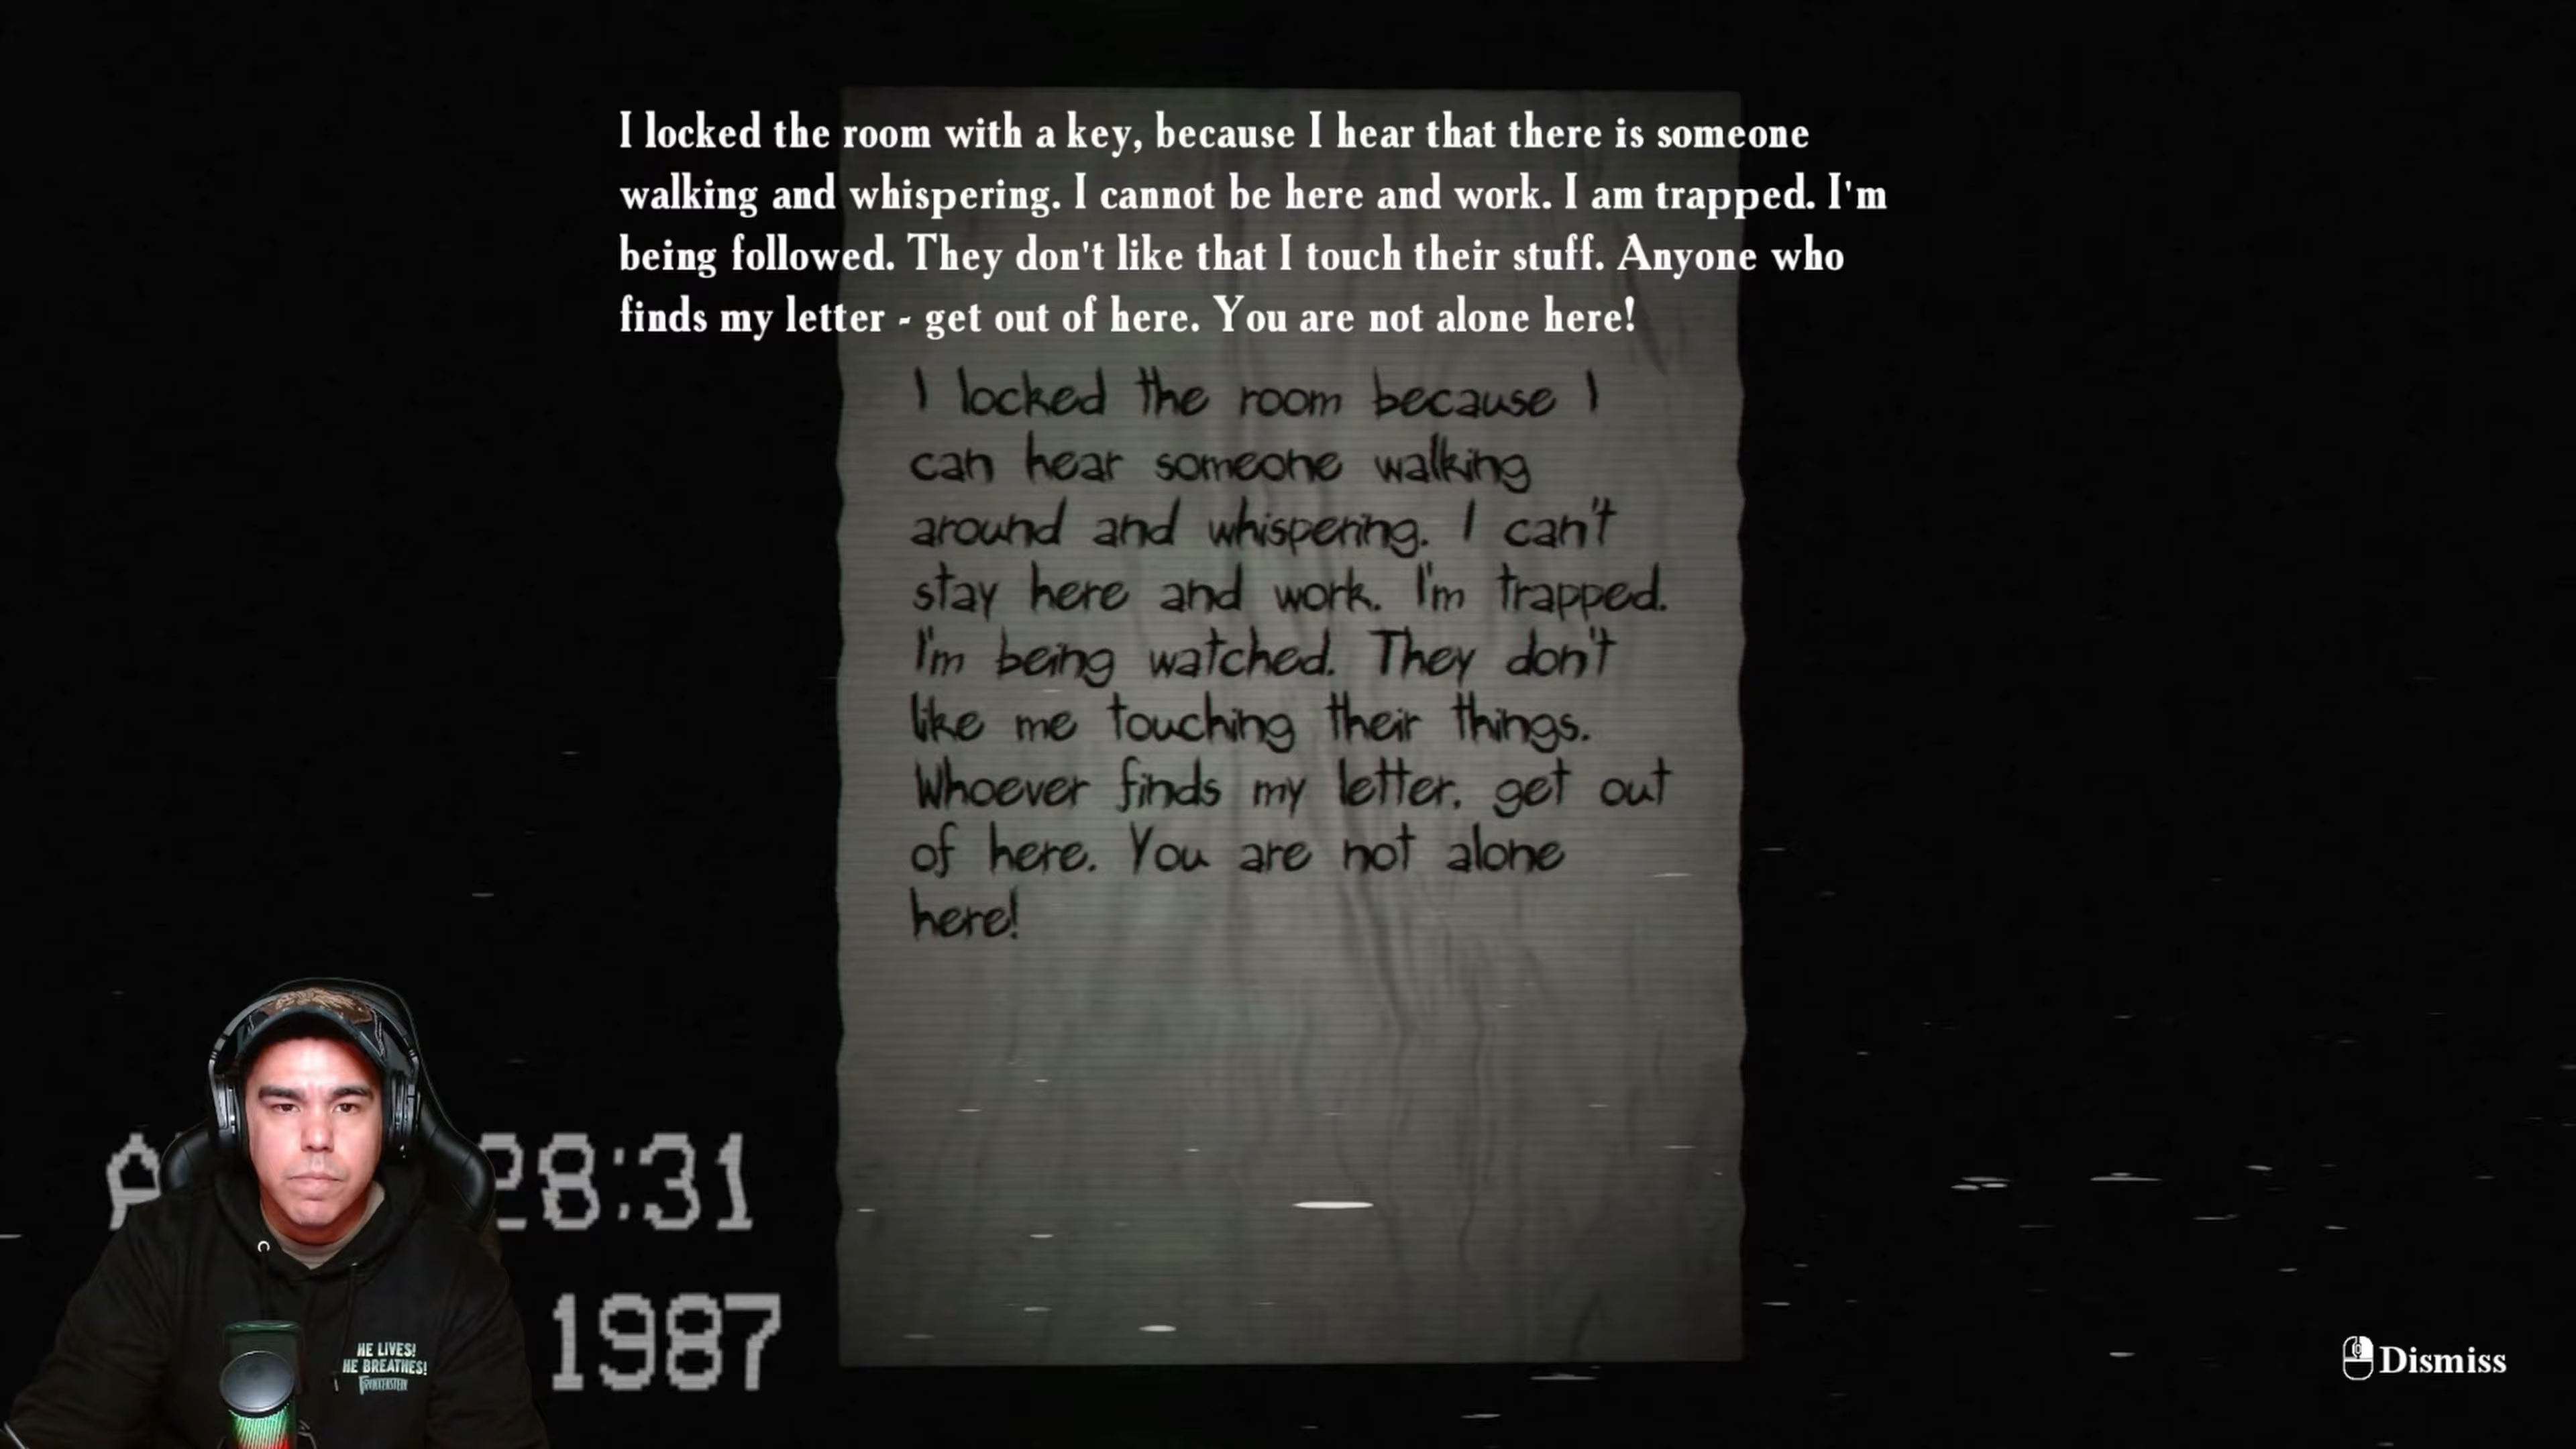 I locked the room with a key, because I hear that there is someone
walking and whispering. I cannot be here and work. I am trapped. I'm
being followed. They don't like that I touch their stuff. Anyone who
finds my letter - get out of here. You are not alone here!
I locked the room because I
can hear someone walking
around and whispering. I can't
stay here and work. I'm trapped.
I'm being watched. They don't
like me touching their things.
Whoever finds my letter, get out
of here. You are not alone
here!
28:31
1987
HE LIVES!
HE BREATHES!
FRANKENSTEIN
Dismiss